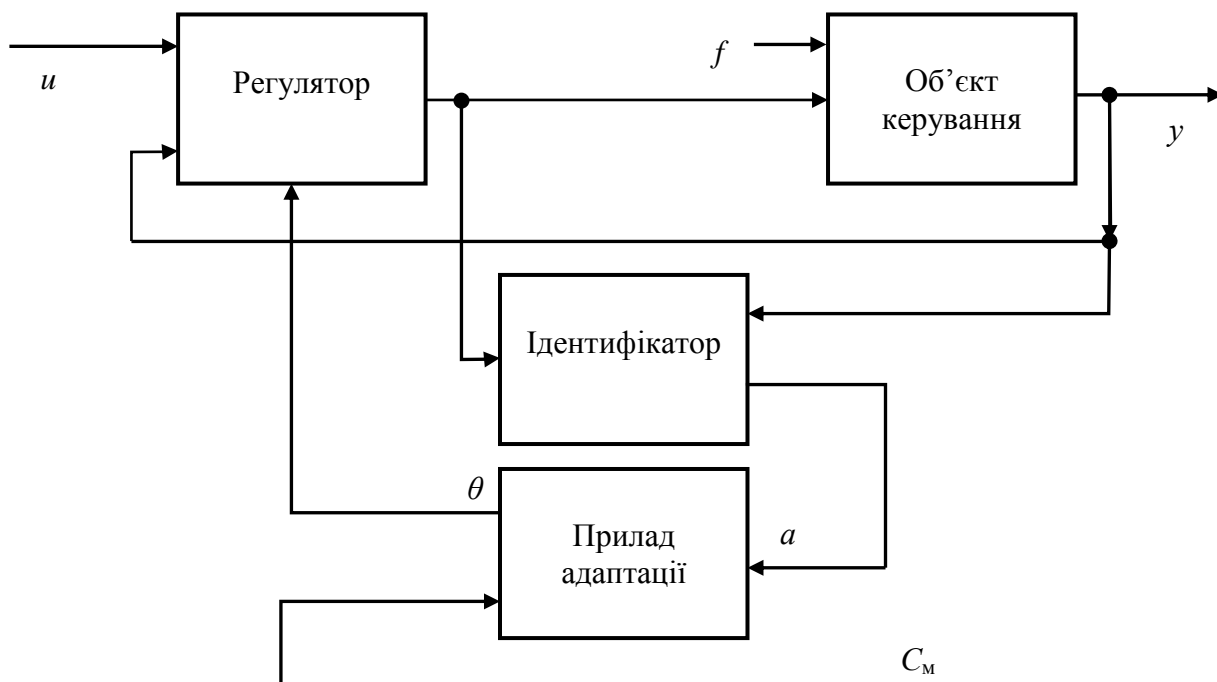 u
Регулятор
f
Об’єкт
керування
y
Ідентифікатор
θ
Прилад
адаптації
a
Cм